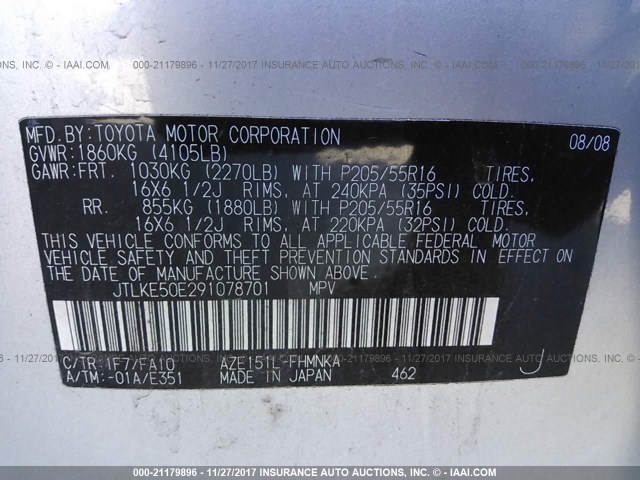 000-21179896 - 11/27/2017 INSURANCE AUTO AUCTIONS, INC. © - IAAI.COM
MFD.BY:TOYOTA MOTOR CORPORATION 08/08
GVWR:1860KG (4105LB)
GAWR:FRT. 1030KG (2270LB) WITH P205/55R16 TIRES,
16X6 1/2J RIMS, AT 240KPA (35PSI) COLD.
RR. 855KG (1880LB) WITH P205/55R16 TIRES,
16X6 1/2J RIMS, AT 220KPA (32PSI) COLD.
THIS VEHICLE CONFORMS TO ALL APPLICABLE FEDERAL MOTOR
VEHICLE SAFETY AND THEFT PREVENTION STANDARDS IN EFFECT ON
THE DATE OF MANUFACTURE SHOWN ABOVE.
JTLKE50E291078701 MPV
C/TR:1F7/FA10 AZE151L-FHMNKA
A/TM:-01A/E351 MADE IN JAPAN 462 J
000-21179896 - 11/27/2017 INSURANCE AUTO AUCTIONS, INC. © - IAAI.COM